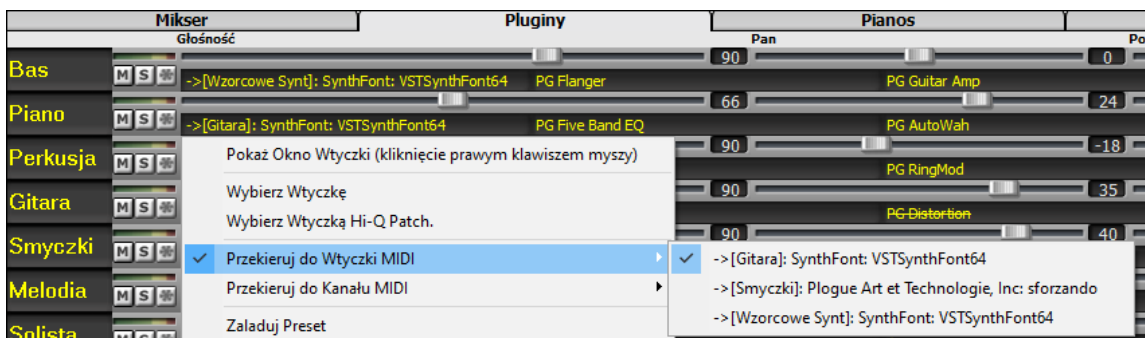 Mikser Pluginy Pianos
Głośność Pan Po
Bas M S 90 0
->[Wzorcowe Synt]: SynthFont: VSTSynthFont64 PG Flanger PG Guitar Amp
Piano M S 66 24
->[Gitara]: SynthFont: VSTSynthFont64 PG Five Band EQ PG AutoWah
Perkusja M S 90 -18
PG RingMod
Gitara M S 90 35
PG Distortion
Smyczki M S 90 40
Melodia M S
Solista
Pokaż Okno Wtyczki (kliknięcie prawym klawiszem myszy)
Wybierz Wtyczkę
Wybierz Wtyczką Hi-Q Patch.
Przekieruj do Wtyczki MIDI
Przekieruj do Kanału MIDI
Zaladuj Preset
->[Gitara]: SynthFont: VSTSynthFont64
->[Smyczki]: Plogue Art et Technologie, Inc: sforzando
->[Wzorcowe Synt]: SynthFont: VSTSynthFont64